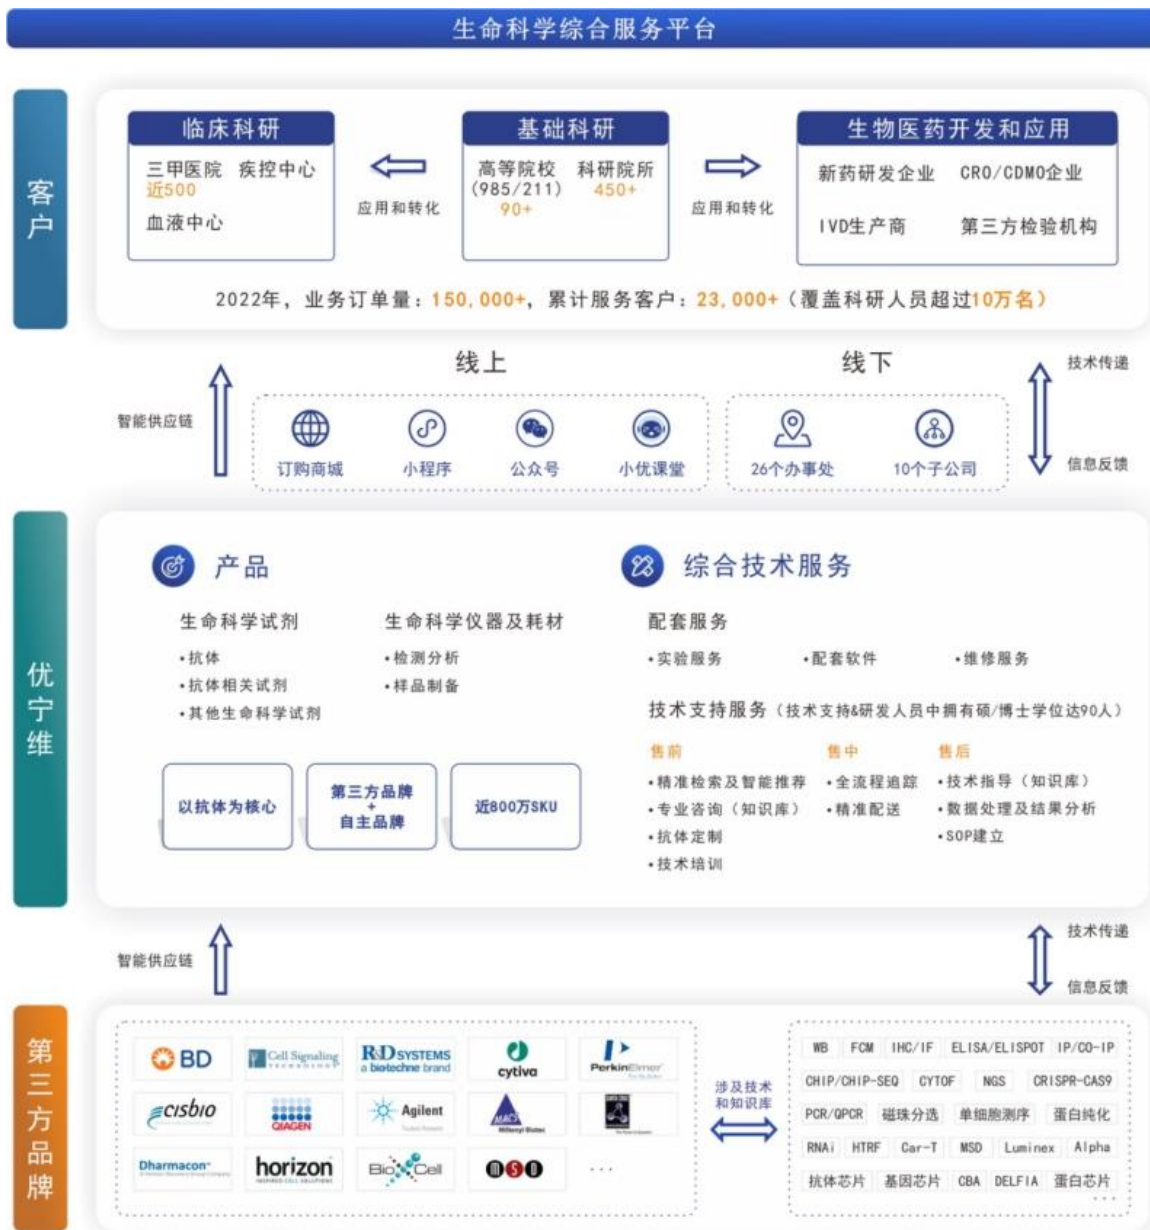 生命科学综合服务平台
客户
临床科研
三甲医院 疾控中心
近500
血液中心
应用和转化
基础科研
高等院校 科研院所
(985/211) 450+
90+
应用和转化
生物医药开发和应用
新药研发企业 CRO/CDMO企业
IVD生产商 第三方检验机构
2022年，业务订单量：150,000+，累计服务客户：23,000+（覆盖科研人员超过10万名）
智能供应链
线上
订购商城 小程序 公众号 小优课堂
线下
26个办事处 10个子公司
技术传递
信息反馈
优宁维
产品
生命科学试剂
•抗体
•抗体相关试剂
•其他生命科学试剂
生命科学仪器及耗材
•检测分析
•样品制备
以抗体为核心
第三方品牌
+
自主品牌
近800万SKU
综合技术服务
配套服务
•实验服务 •配套软件 •维修服务
技术支持服务（技术支持&研发人员中拥有硕/博士学位达90人）
售前
•精准检索及智能推荐
•专业咨询（知识库）
•抗体定制
•技术培训
售中
•全流程追踪
•精准配送
售后
•技术指导（知识库）
•数据处理及结果分析
•SOP建立
智能供应链
技术传递
信息反馈
第三方品牌
BD
Cell Signaling
TECHNOLOGY
R&D SYSTEMS
a biotechne brand
cytiva
PerkinElmer
cisbio
QIAGEN
Agilent
MACS
Miltenyi Biotec
Dharmacon
horizon
INSPIRED CELL SOLUTIONS
BioXCell
MSD
...
涉及技术
和知识库
WB FCM IHC/IF ELISA/ELISPOT IP/CO-IP
CHIP/CHIP-SEQ CYTOF NGS CRISPR-CAS9
PCR/QPCR 磁珠分选 单细胞测序 蛋白纯化
RNAi HTRF Car-T MSD Luminex Alpha
抗体芯片 基因芯片 CBA DELFIA 蛋白芯片
...